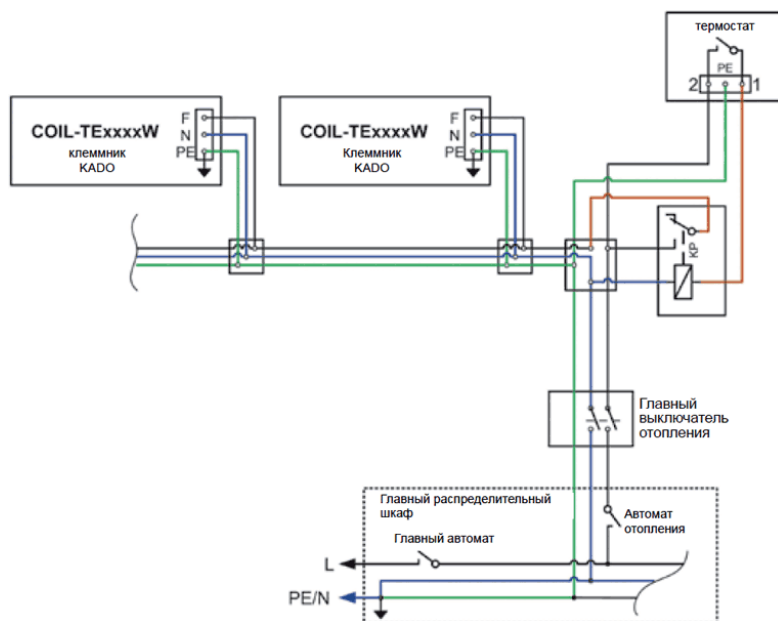 термостат
PE
2
1
COIL-TExxxxW
клеммник
KADO
F
N
PE
COIL-TExxxxW
Клеммник
KADO
F
N
PE
KP
Главный
выключатель
отопления
Главный распределительный
шкаф
Автомат
отопления
Главный автомат
L
PE/N